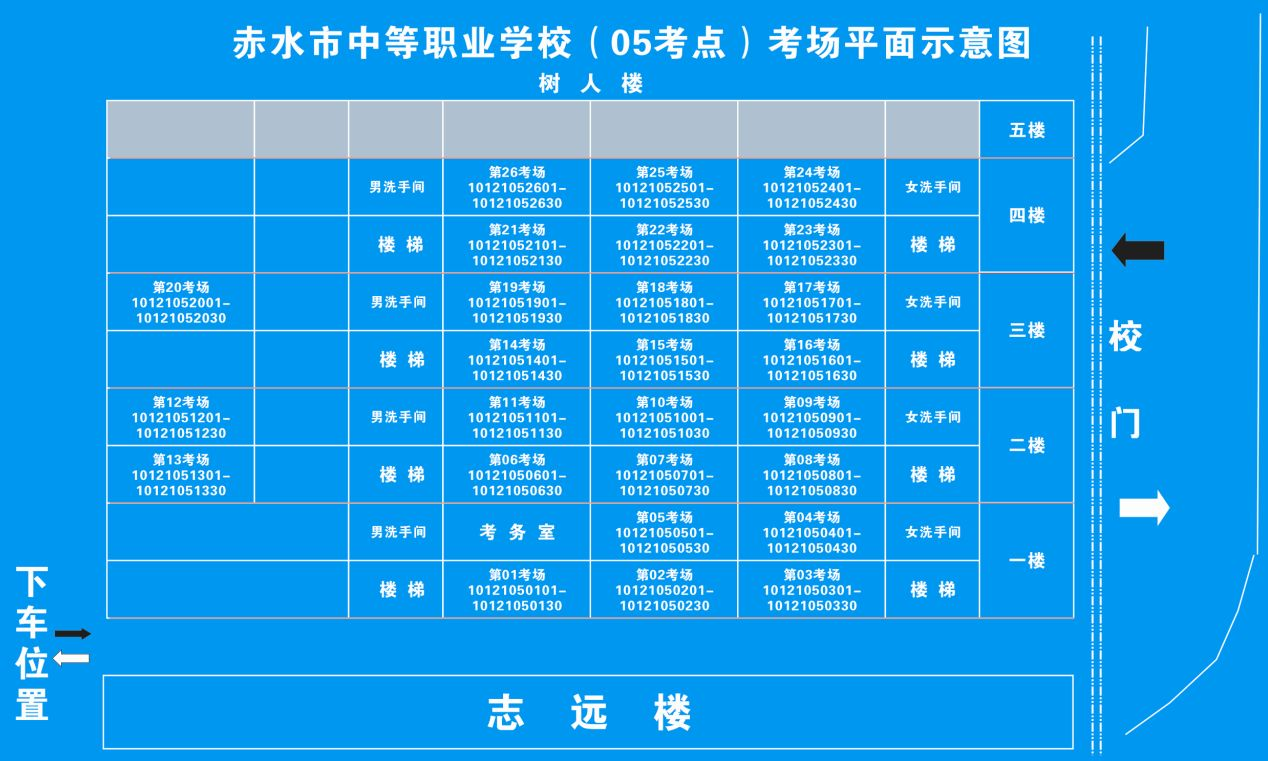 赤水市中等职业学校（05考点）考场平面示意图
树 人 楼
五楼
男洗手间
第26考场
10121052601-
10121052630
第25考场
10121052501-
10121052530
第24考场
10121052401-
10121052430
女洗手间
四楼
楼 梯
第21考场
10121052101-
10121052130
第22考场
10121052201-
10121052230
第23考场
10121052301-
10121052330
楼 梯
第20考场
10121052001-
10121052030
男洗手间
第19考场
10121051901-
10121051930
第18考场
10121051801-
10121051830
第17考场
10121051701-
10121051730
女洗手间
三楼
楼 梯
第14考场
10121051401-
10121051430
第15考场
10121051501-
10121051530
第16考场
10121051601-
10121051630
楼 梯
第12考场
10121051201-
10121051230
男洗手间
第11考场
10121051101-
10121051130
第10考场
10121051001-
10121051030
第09考场
10121050901-
10121050930
女洗手间
二楼
第13考场
10121051301-
10121051330
楼 梯
第06考场
10121050601-
10121050630
第07考场
10121050701-
10121050730
第08考场
10121050801-
10121050830
楼 梯
男洗手间
考 务 室
第05考场
10121050501-
10121050530
第04考场
10121050401-
10121050430
女洗手间
一楼
楼 梯
第01考场
10121050101-
10121050130
第02考场
10121050201-
10121050230
第03考场
10121050301-
10121050330
楼 梯
校门
下车位置
志 远 楼